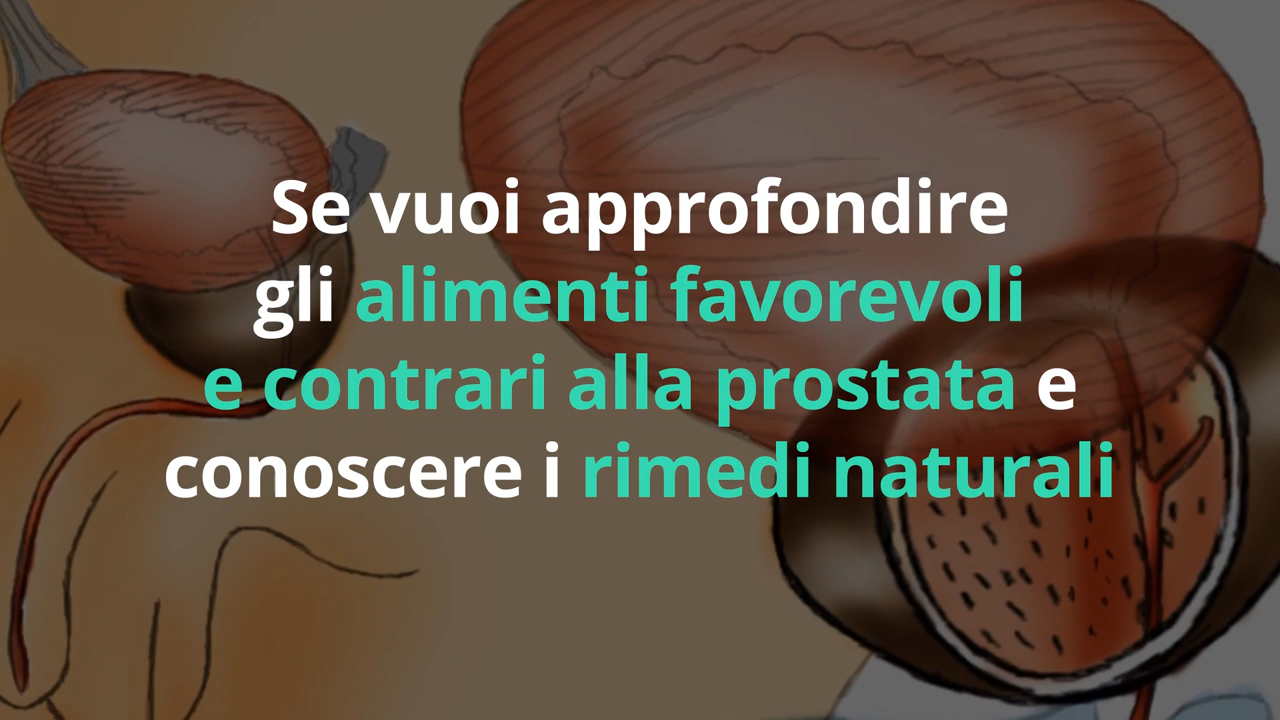 Se vuoi approfondire
gli alimenti favorevoli
e contrari alla prostata e
conoscere i rimedi naturali